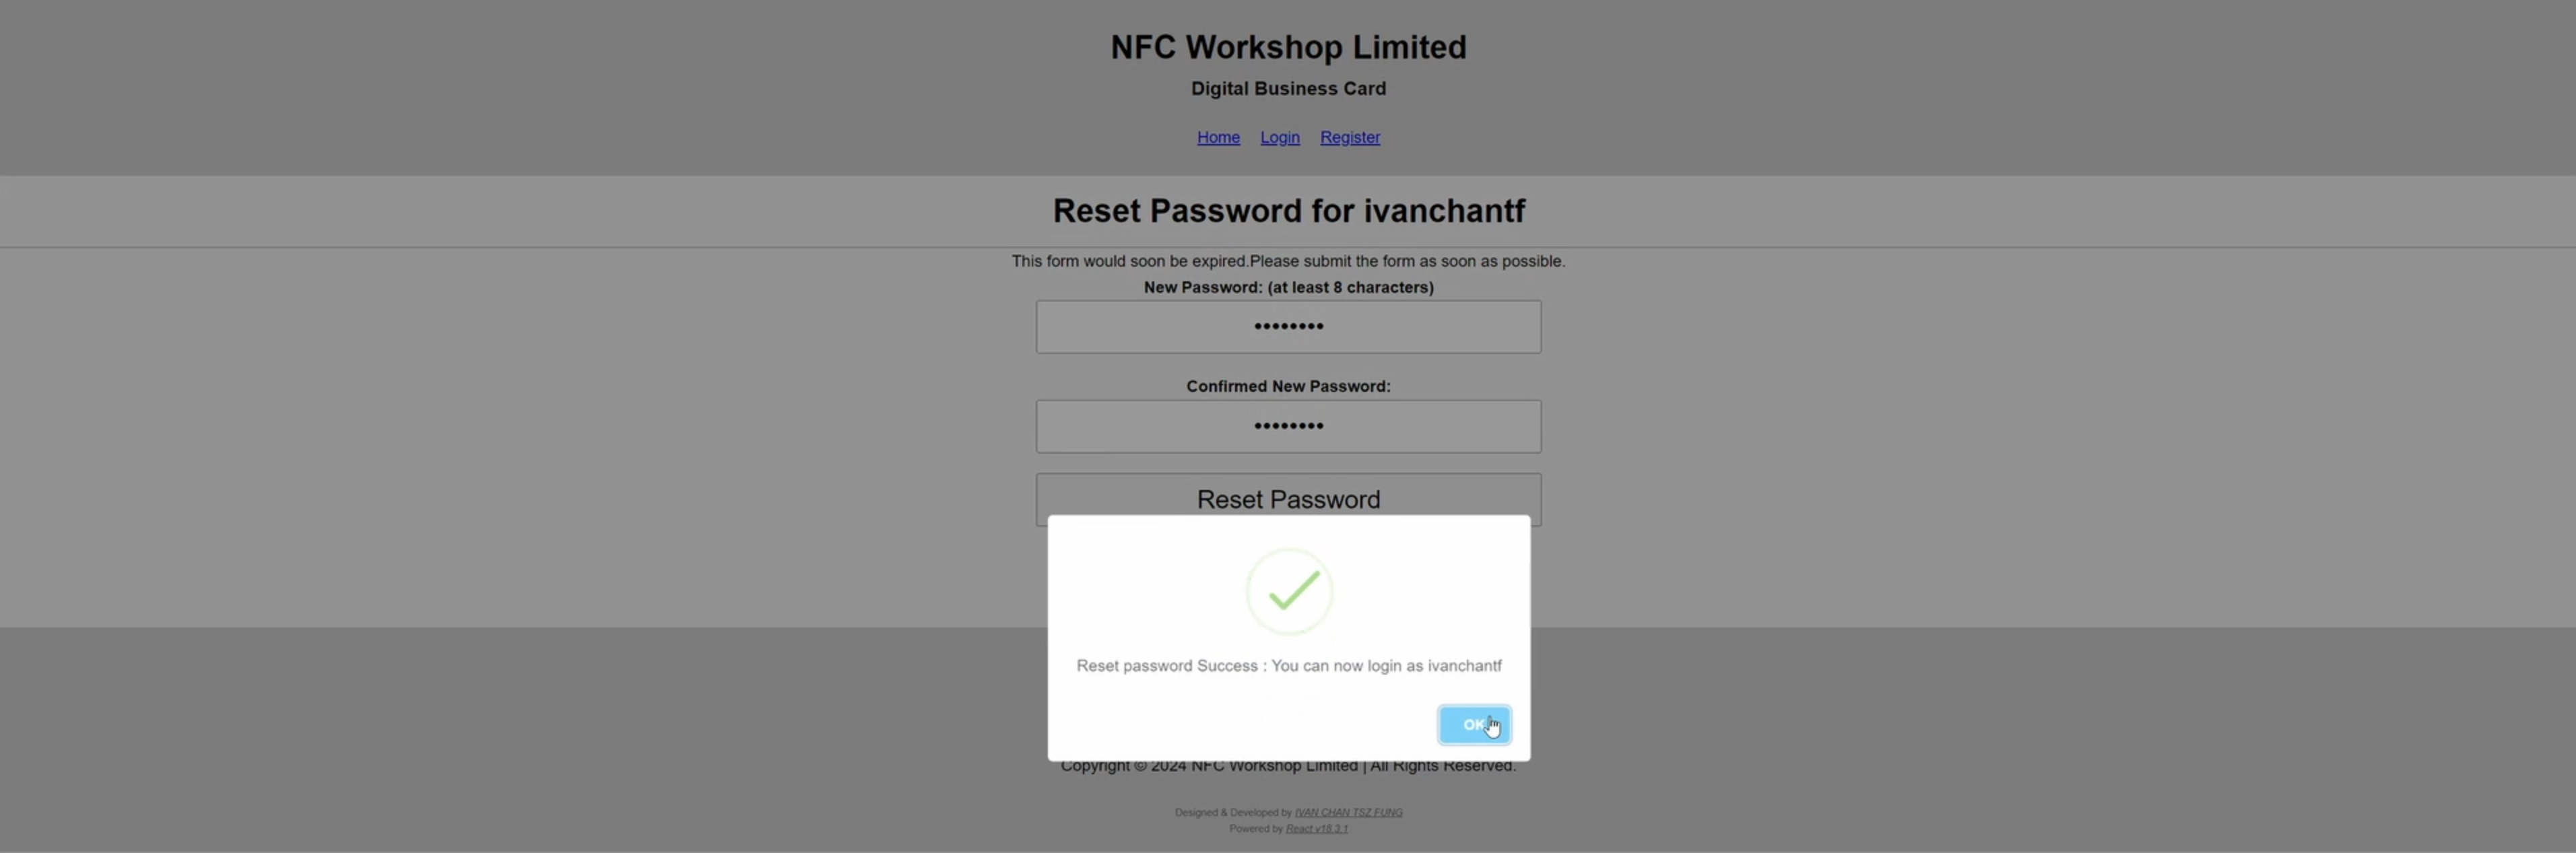 NFC Workshop Limited
Digital Business Card
Home Login Register
Reset Password for ivanchantf
This form would soon be expired.Please submit the form as soon as possible.
New Password: (at least 8 characters)
••••••••
Confirmed New Password:
••••••••
Reset Password
Reset password Success : You can now login as ivanchantf
OK
Copyright © 2024 NFC Workshop Limited | All Rights Reserved.
Designed & Developed by IVAN CHAN TSZ FUNG
Powered by React v18.3.1